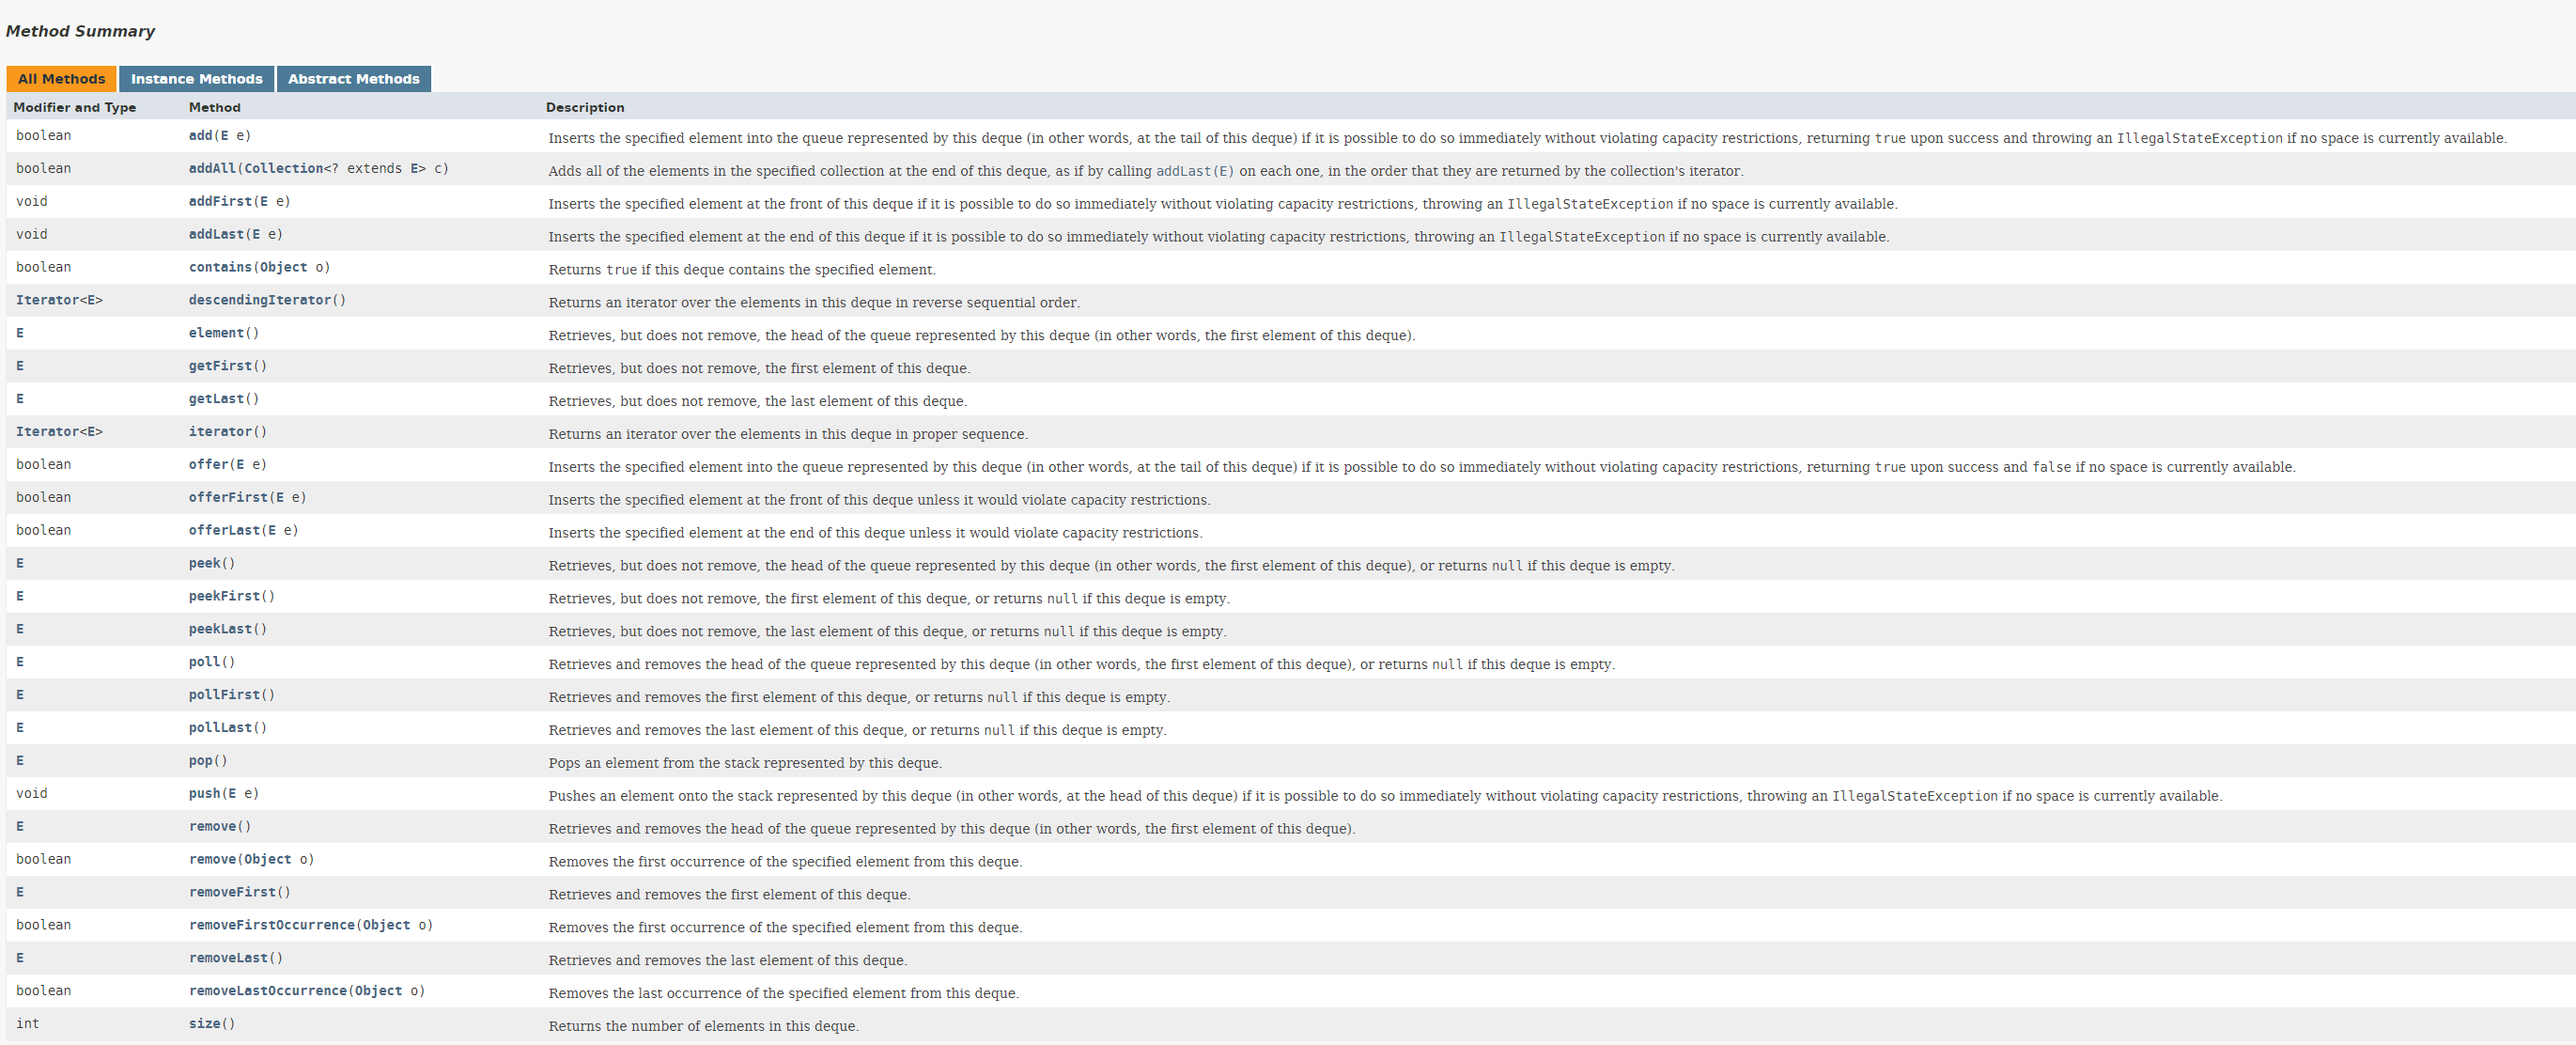 Method Summary
All Methods Instance Methods Abstract Methods
Modifier and Type Method Description
boolean add(E e) Inserts the specified element into the queue represented by this deque (in other words, at the tail of this deque) if it is possible to do so immediately without violating capacity restrictions, returning true upon success and throwing an IllegalStateException if no space is currently available.
boolean addAll(Collection<? extends E> c) Adds all of the elements in the specified collection at the end of this deque, as if by calling addLast(E) on each one, in the order that they are returned by the collection's iterator.
void addFirst(E e) Inserts the specified element at the front of this deque if it is possible to do so immediately without violating capacity restrictions, throwing an IllegalStateException if no space is currently available.
void addLast(E e) Inserts the specified element at the end of this deque if it is possible to do so immediately without violating capacity restrictions, throwing an IllegalStateException if no space is currently available.
boolean contains(Object o) Returns true if this deque contains the specified element.
Iterator<E> descendingIterator() Returns an iterator over the elements in this deque in reverse sequential order.
E element() Retrieves, but does not remove, the head of the queue represented by this deque (in other words, the first element of this deque).
E getFirst() Retrieves, but does not remove, the first element of this deque.
E getLast() Retrieves, but does not remove, the last element of this deque.
Iterator<E> iterator() Returns an iterator over the elements in this deque in proper sequence.
boolean offer(E e) Inserts the specified element into the queue represented by this deque (in other words, at the tail of this deque) if it is possible to do so immediately without violating capacity restrictions, returning true upon success and false if no space is currently available.
boolean offerFirst(E e) Inserts the specified element at the front of this deque unless it would violate capacity restrictions.
boolean offerLast(E e) Inserts the specified element at the end of this deque unless it would violate capacity restrictions.
E peek() Retrieves, but does not remove, the head of the queue represented by this deque (in other words, the first element of this deque), or returns null if this deque is empty.
E peekFirst() Retrieves, but does not remove, the first element of this deque, or returns null if this deque is empty.
E peekLast() Retrieves, but does not remove, the last element of this deque, or returns null if this deque is empty.
E poll() Retrieves and removes the head of the queue represented by this deque (in other words, the first element of this deque), or returns null if this deque is empty.
E pollFirst() Retrieves and removes the first element of this deque, or returns null if this deque is empty.
E pollLast() Retrieves and removes the last element of this deque, or returns null if this deque is empty.
E pop() Pops an element from the stack represented by this deque.
void push(E e) Pushes an element onto the stack represented by this deque (in other words, at the head of this deque) if it is possible to do so immediately without violating capacity restrictions, throwing an IllegalStateException if no space is currently available.
E remove() Retrieves and removes the head of the queue represented by this deque (in other words, the first element of this deque).
boolean remove(Object o) Removes the first occurrence of the specified element from this deque.
E removeFirst() Retrieves and removes the first element of this deque.
boolean removeFirstOccurrence(Object o) Removes the first occurrence of the specified element from this deque.
E removeLast() Retrieves and removes the last element of this deque.
boolean removeLastOccurrence(Object o) Removes the last occurrence of the specified element from this deque.
int size() Returns the number of elements in this deque.